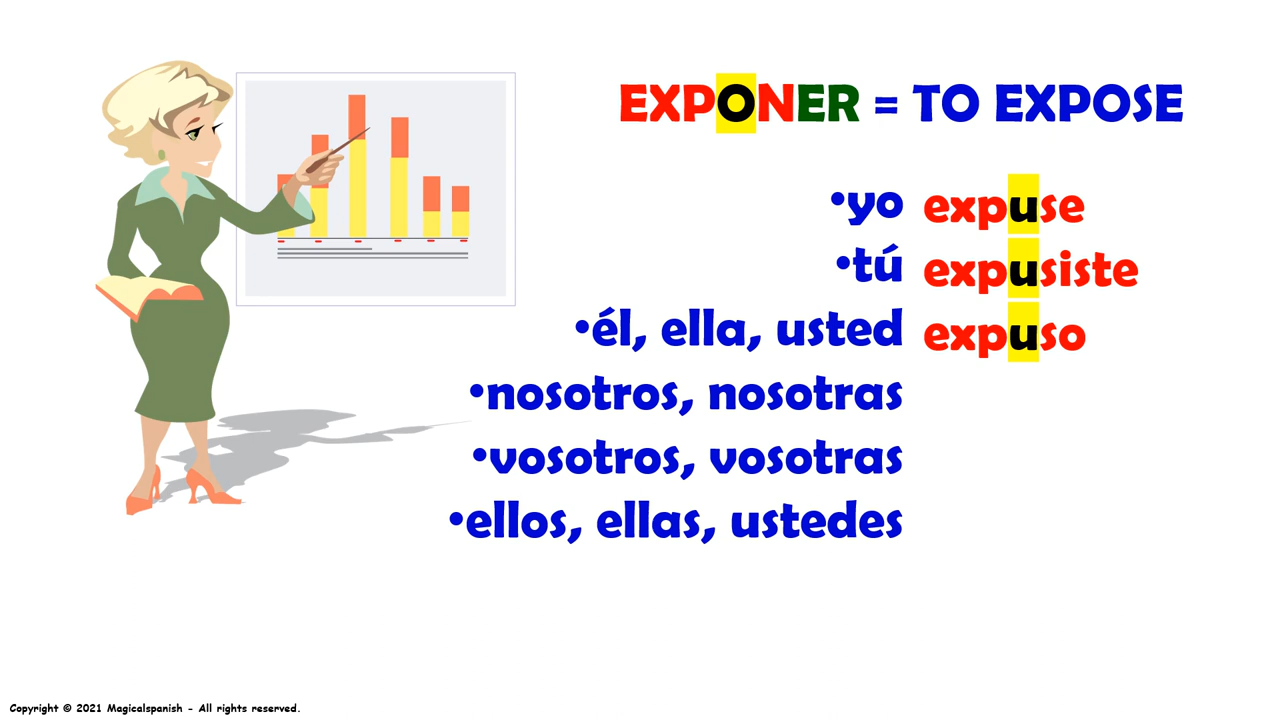 EXPONER = TO EXPOSE
•yo expuse
•tú expusiste
•él, ella, usted expuso
•nosotros, nosotras
•vosotros, vosotras
•ellos, ellas, ustedes
Copyright © 2021 Magicalspanish - All rights reserved.